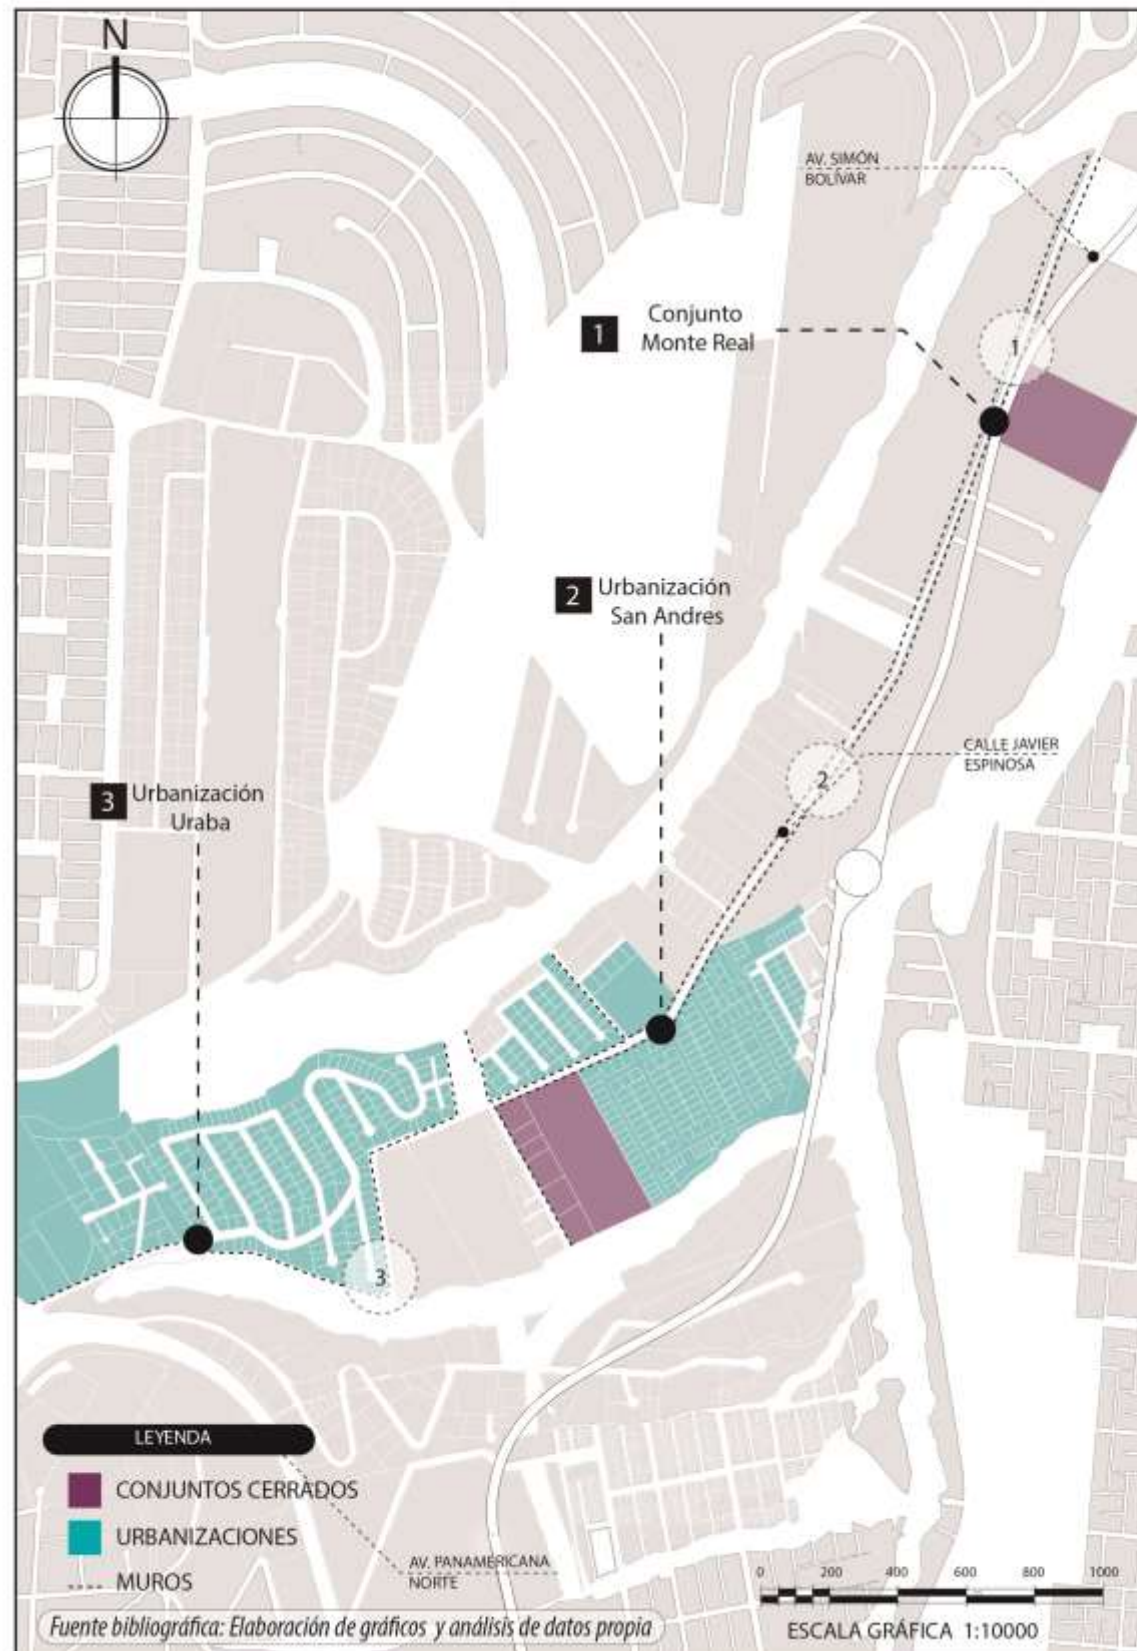 N
AV. SIMÓN
BOLÍVAR
1
Conjunto
Monte Real
1
2
Urbanización
San Andres
CALLE JAVIER
ESPINOSA
2
3
Urbanización
Uraba
3
LEYENDA
CONJUNTOS CERRADOS
URBANIZACIONES
MUROS
AV. PANAMERICANA
NORTE
0 200 400 600 800 1000
ESCALA GRÁFICA 1:10000
Fuente bibliográfica: Elaboración de gráficos y análisis de datos propia